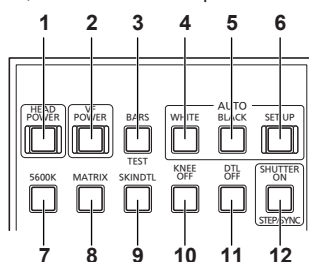 1 2 3 4 5 6
AUTO
HEAD POWER VF POWER BARS WHITE BLACK SET UP
TEST
5600K MATRIX SKINDTL KNEE OFF DTL OFF SHUTTER ON
STEP/SYNC
7 8 9 10 11 12